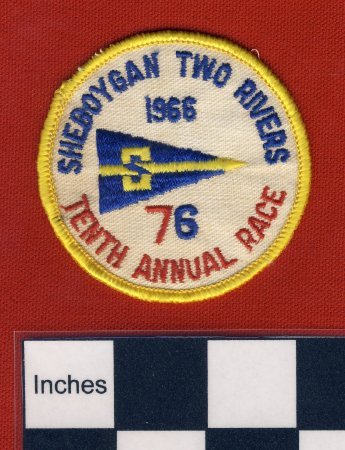 SHEBOYGAN TWO RIVERS
1966
S
76
TENTH ANNUAL RACE
Inches